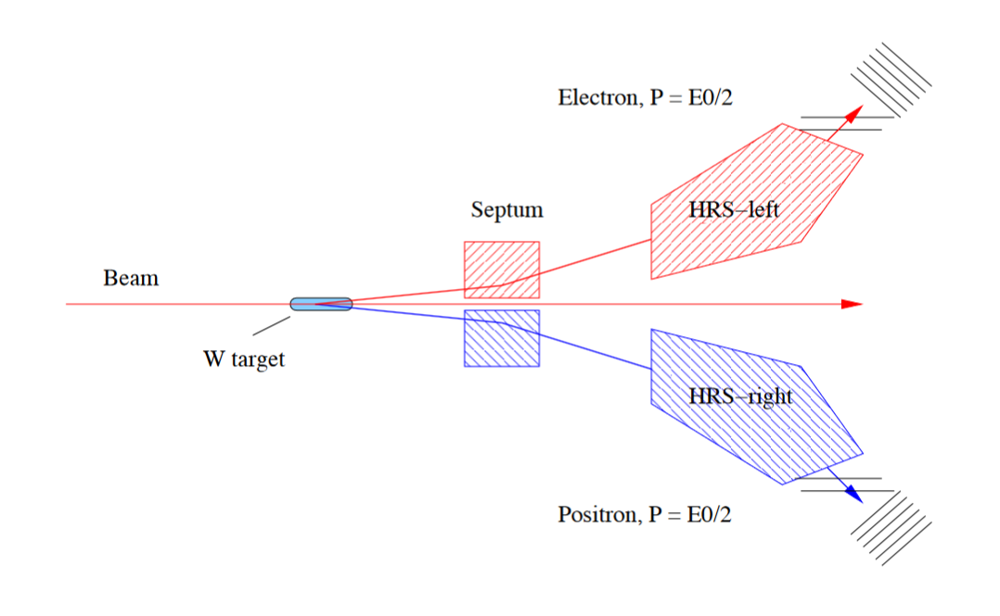 Electron, P = E0/2
HRS–left
Septum
Beam
W target
HRS–right
Positron, P = E0/2